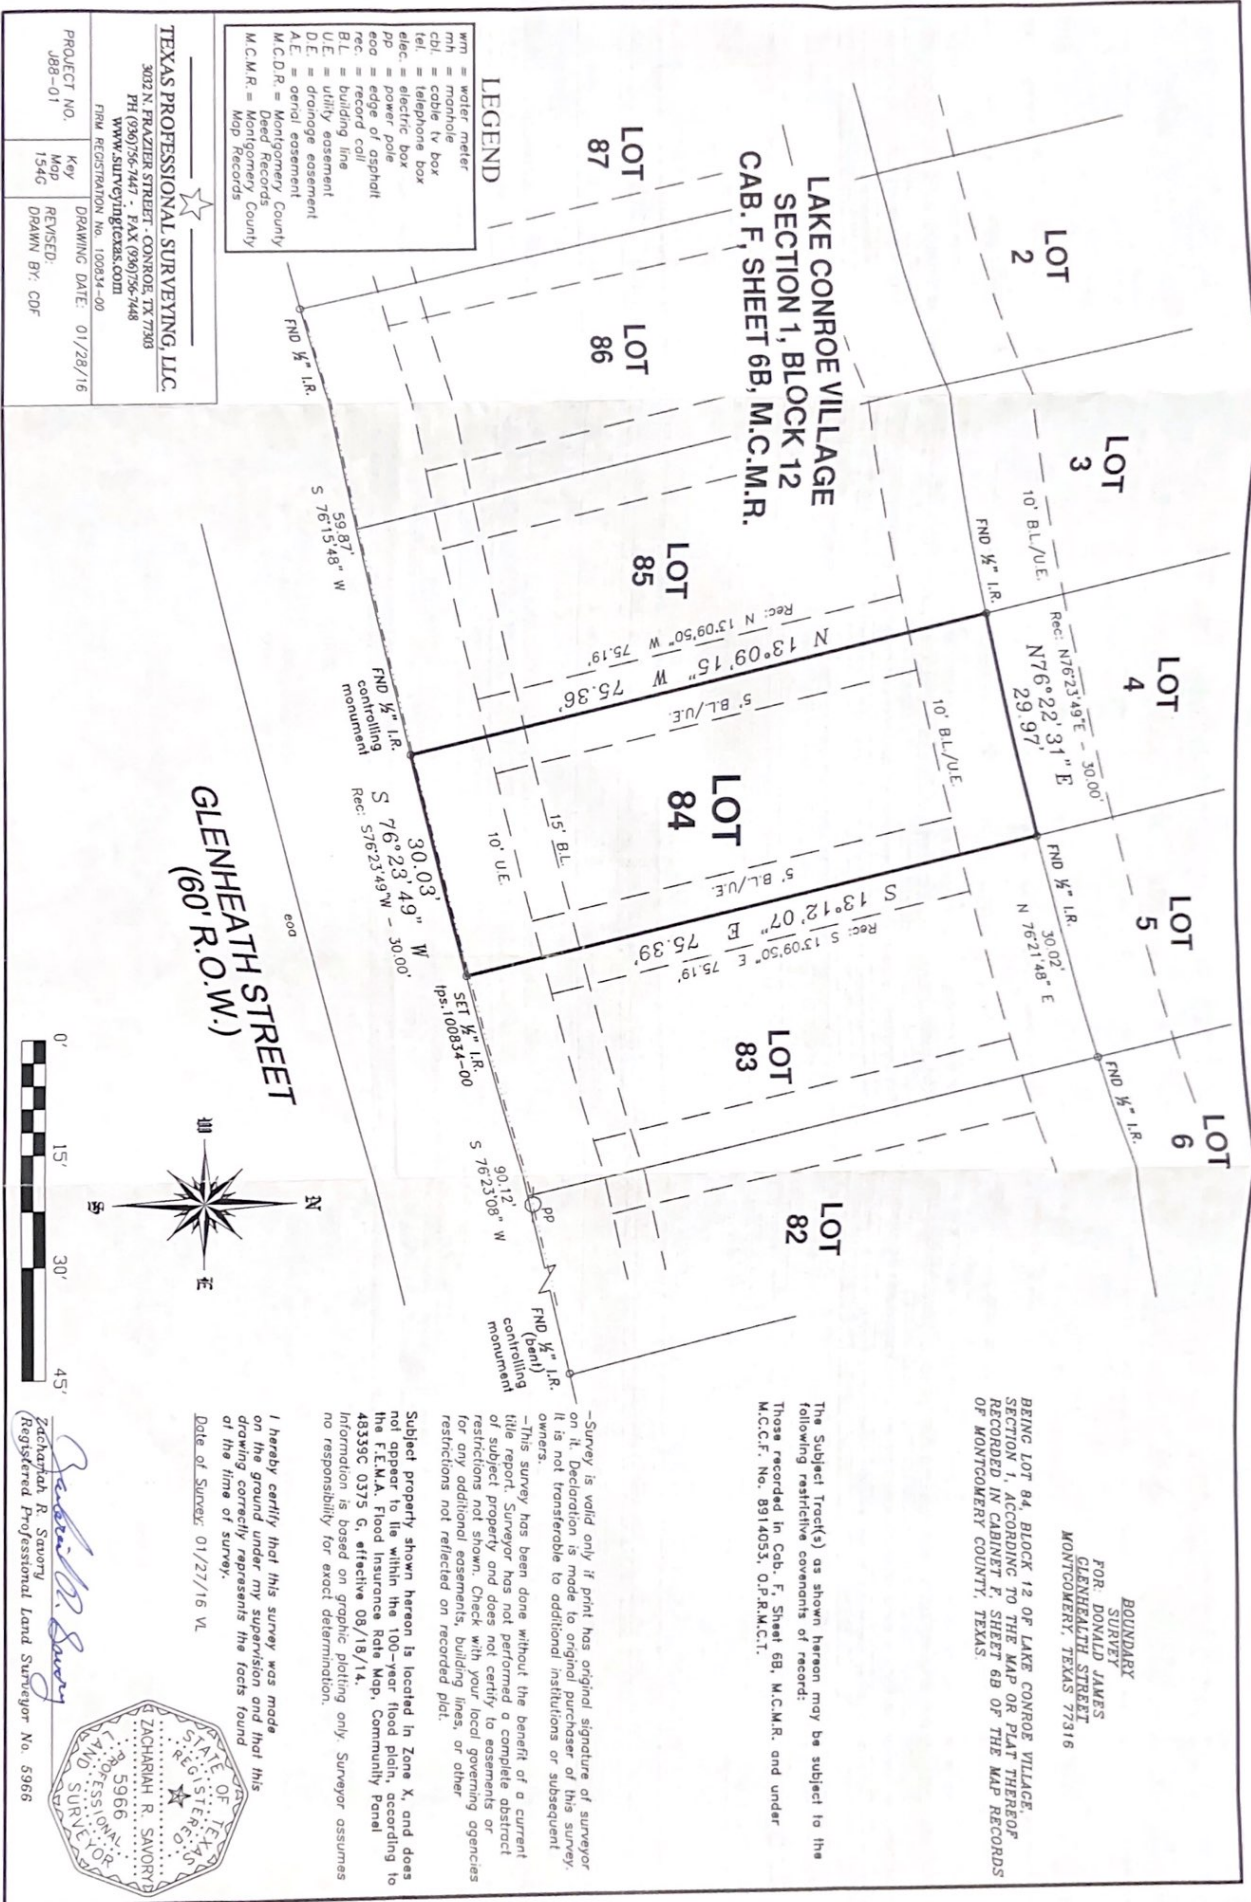 BOUNDARY
SURVEY
FOR: DONALD JAMES
GLENHEALTH STREET
MONTGOMERY, TEXAS 77316
BEING LOT 84, BLOCK 12 OF LAKE CONROE VILLAGE,
SECTION 1, ACCORDING TO THE MAP OR PLAT THEREOF
RECORDED IN CABINET F, SHEET 6B OF THE MAP RECORDS
OF MONTGOMERY COUNTY, TEXAS.
The Subject Tract(s) as shown hereon may be subject to the
following restrictive covenants of record:
Those recorded in Cab. F, Sheet 6B, M.C.M.R. and under
M.C.C.F. No. 8914053, O.P.R.M.C.T.
-Survey is valid only if print has original signature of surveyor
on it. Declaration is made to original purchaser of this survey.
It is not transferable to additional institutions or subsequent
owners.
-This survey has been done without the benefit of a current
title report. Surveyor has not performed a complete abstract
of subject property and does not certify to easements or
restrictions not shown. Check with your local governing agencies
for any additional easements, building lines, or other
restrictions not reflected on recorded plat.
Subject property shown hereon is located in Zone X, and does
not appear to lie within the 100-year flood plain, according to
the F.E.M.A. Flood Insurance Rate Map, Community Panel
48339C 0375 G, effective 08/18/14.
Information is based on graphic plotting only. Surveyor assumes
no responsibility for exact determination.
I hereby certify that this survey was made
on the ground under my supervision and that this
drawing correctly represents the facts found
at the time of survey.
Date of Survey: 01/27/16 VL
Zachariah R. Savory
Zachariah R. Savory
(Registered Professional Land Surveyor No. 5966
STATE OF TEXAS
REGISTERED
ZACHARIAH R. SAVORY
5966
PROFESSIONAL
LAND SURVEYOR
LOT
2
LOT
3
LOT
4
LOT
5
LOT
6
10' B.L./U.E.
Rec: N76°23'49"E - 30.00'
N76°22'31" E
29.97'
FND ½" I.R.
FND ½" I.R.
30.02'
N 76°21'48" E
FND ½" I.R.
LAKE CONROE VILLAGE
SECTION 1, BLOCK 12
CAB. F, SHEET 6B, M.C.M.R.
LOT
87
LOT
86
LOT
85
LOT
84
LOT
83
LOT
82
Rec: N 13°09'50" W 75.19'
N 13°09'15" W 75.36'
5' B.L./U.E.
10' B.L./U.E.
5' B.L./U.E.
S 13°12'07" E 75.39'
Rec: S 13°09'50" E 75.19'
15' B.L.
10' U.E.
FND ½" I.R.
59.87'
S 76°15'48" W
FND ½" I.R.
controlling
monument
30.03'
S 76°23'49" W
Rec: S76°23'49"W - 30.00'
SET ½" I.R.
tps.100834-00
90.12'
S 76°23'08" W
PP
FND ½" I.R.
(bent)
controlling
monument
eoa
GLENHEATH STREET
(60' R.O.W.)
N
W
E
S
0'
15'
30'
45'
LEGEND
wm = water meter
mh = manhole
cbl. = cable tv box
tel. = telephone box
elec. = electric box
pp = power pole
eoa = edge of asphalt
rec. = record call
B.L. = building line
U.E. = utility easement
D.E. = drainage easement
A.E. = aerial easement
M.C.D.R. = Montgomery County
Deed Records
M.C.M.R. = Montgomery County
Map Records
TEXAS PROFESSIONAL SURVEYING, LLC.
3032 N. FRAZIER STREET - CONROE, TX 77303
PH (936)756-7447 - FAX (936)756-7448
www.surveyingtexas.com
FIRM REGISTRATION No. 100834-00
PROJECT NO.
J88-01
Key
Map
154G
DRAWING DATE: 01/28/16
REVISED:
DRAWN BY: CDF